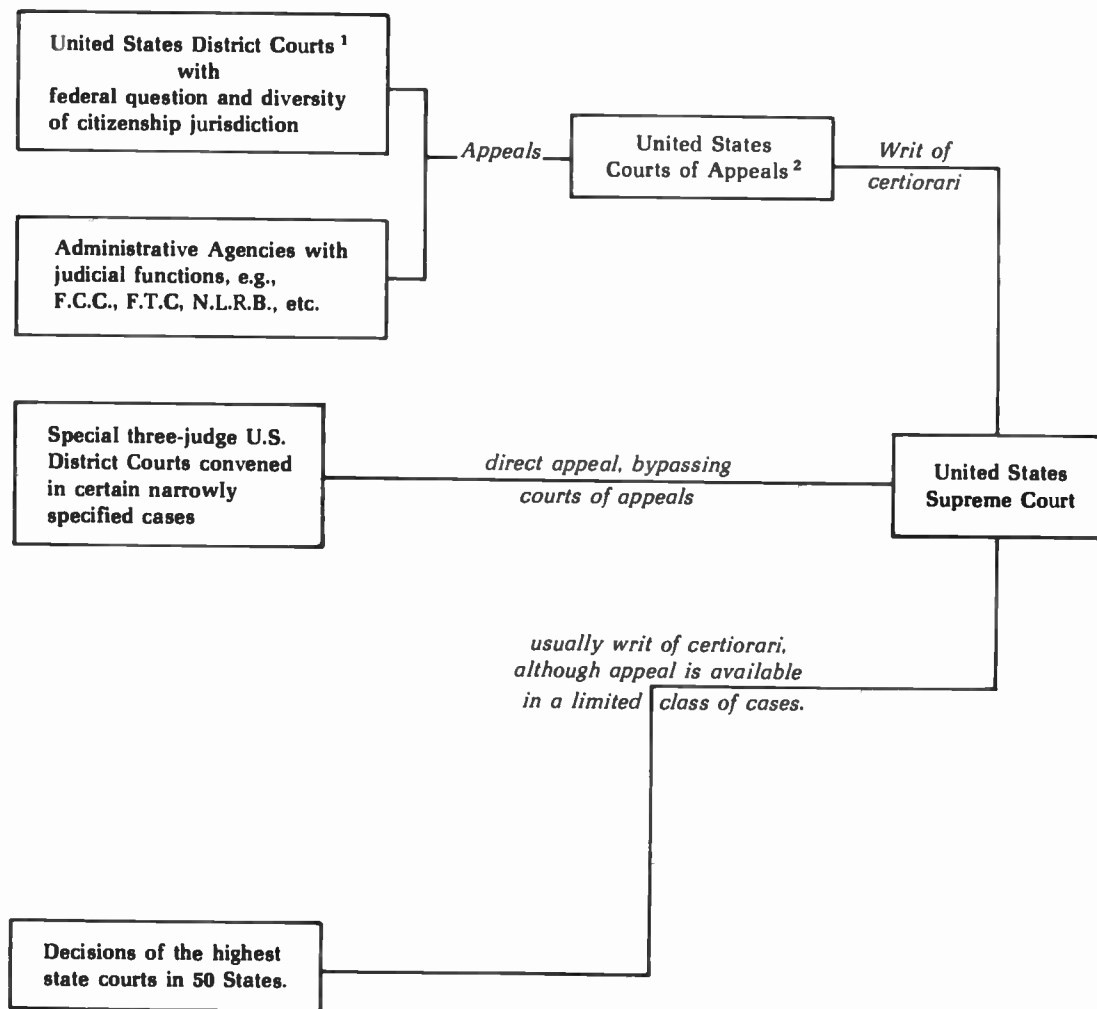 United States District Courts ¹
with
federal question and diversity
of citizenship jurisdiction
Appeals
United States
Courts of Appeals ²
Writ of
certiorari
Administrative Agencies with
judicial functions, e.g.,
F.C.C., F.T.C, N.L.R.B., etc.
Special three-judge U.S.
District Courts convened
in certain narrowly
specified cases
direct appeal, bypassing
courts of appeals
United States
Supreme Court
usually writ of certiorari,
although appeal is available
in a limited class of cases.
Decisions of the highest
state courts in 50 States.